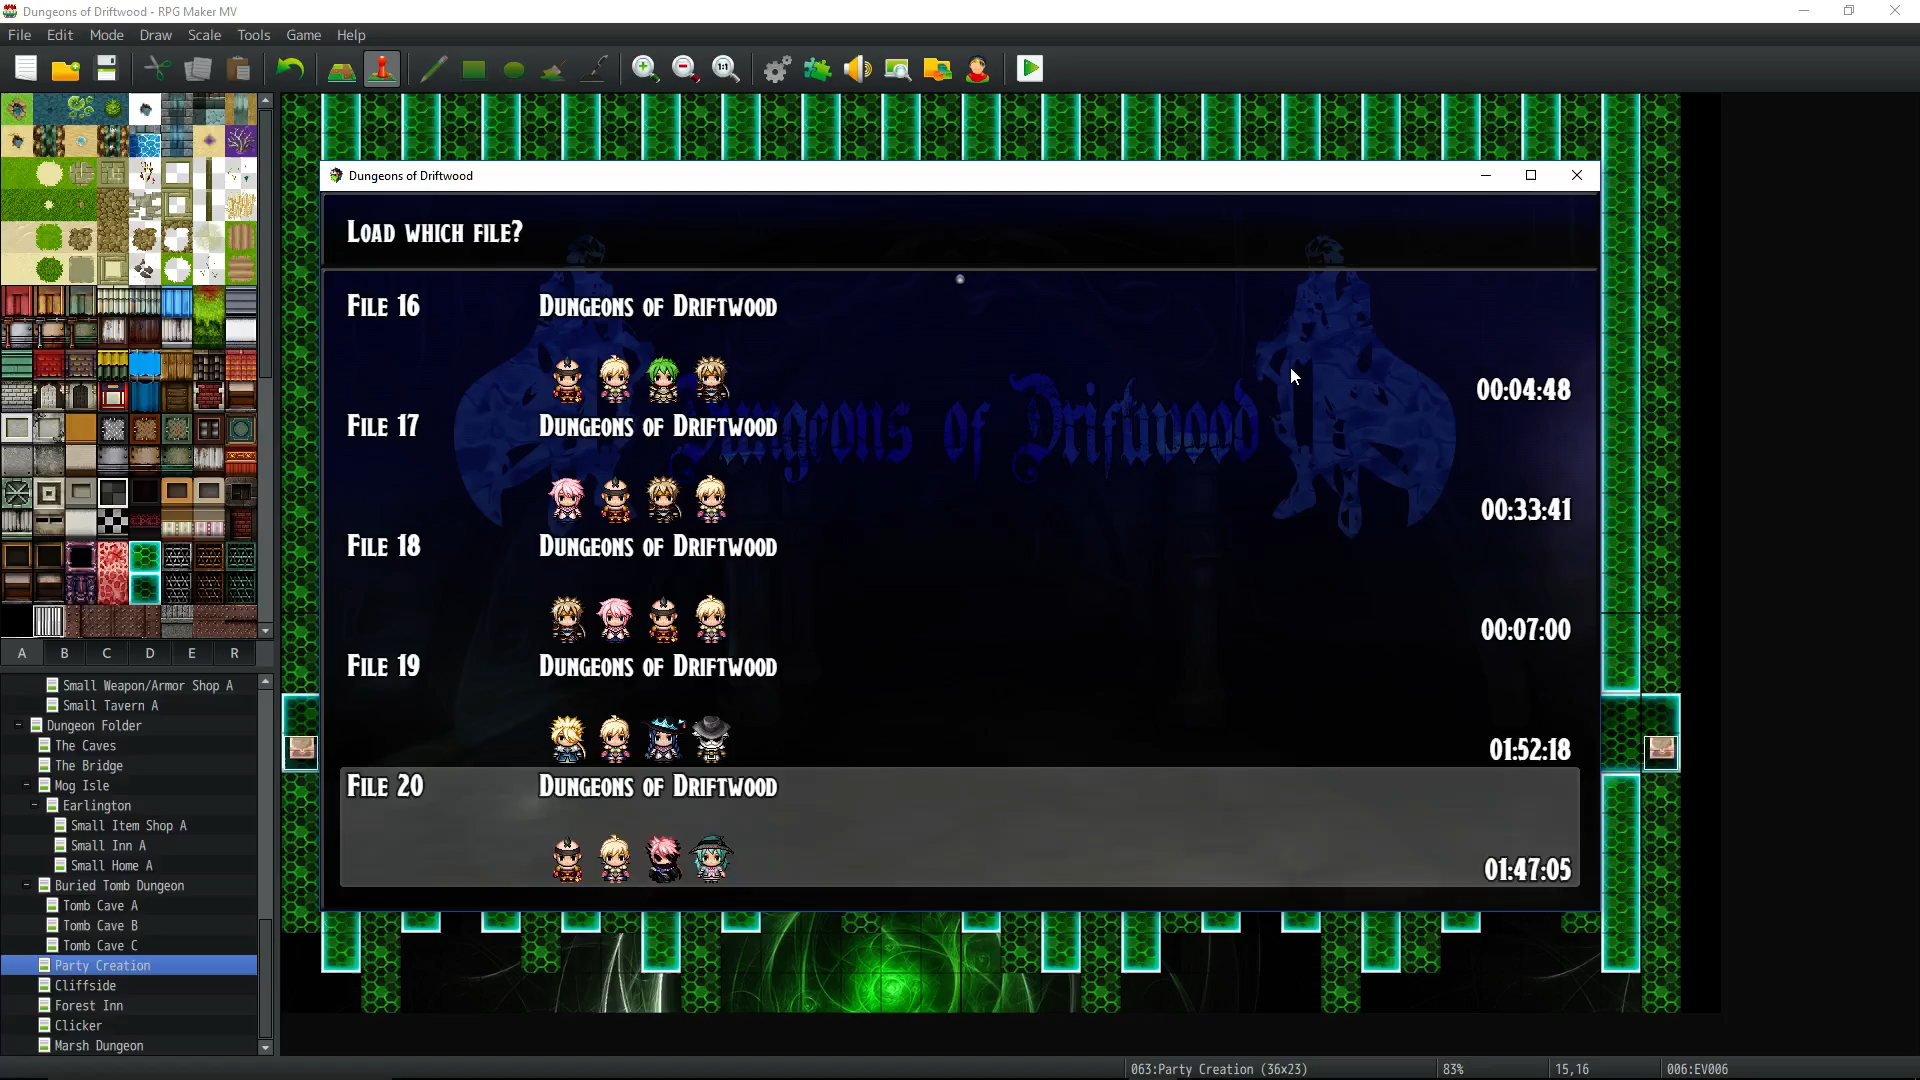 Dungeons of Driftwood - RPG Maker MV
File Edit Mode Draw Scale Tools Game Help
1:1
Dungeons of Driftwood
Load which file?
File 16 Dungeons of Driftwood
00:04:48
Dungeons of Driftwood
File 17 Dungeons of Driftwood
00:33:41
File 18 Dungeons of Driftwood
00:07:00
File 19 Dungeons of Driftwood
01:52:18
File 20 Dungeons of Driftwood
01:47:05
A B C D E R
Small Weapon/Armor Shop A
Small Tavern A
Dungeon Folder
The Caves
The Bridge
Mog Isle
Earlington
Small Item Shop A
Small Inn A
Small Home A
Buried Tomb Dungeon
Tomb Cave A
Tomb Cave B
Tomb Cave C
Party Creation
Cliffside
Forest Inn
Clicker
Marsh Dungeon
063:Party Creation (36x23) 83% 15,16 006:EV006